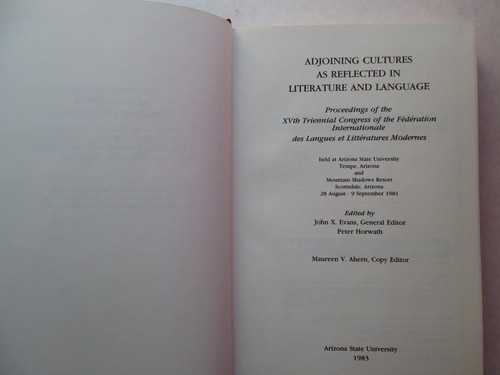 ADJOINING CULTURES
AS REFLECTED IN
LITERATURE AND LANGUAGE
Proceedings of the
XVth Triennial Congress of the Fédération
Internationale
des Langues et Littératures Modernes
held at Arizona State University
Tempe, Arizona
and
Mountain Shadows Resort
Scottsdale, Arizona
28 August - 9 September 1981
Edited by
John X. Evans, General Editor
Peter Horwath
Maureen V. Ahern, Copy Editor
Arizona State University
1983